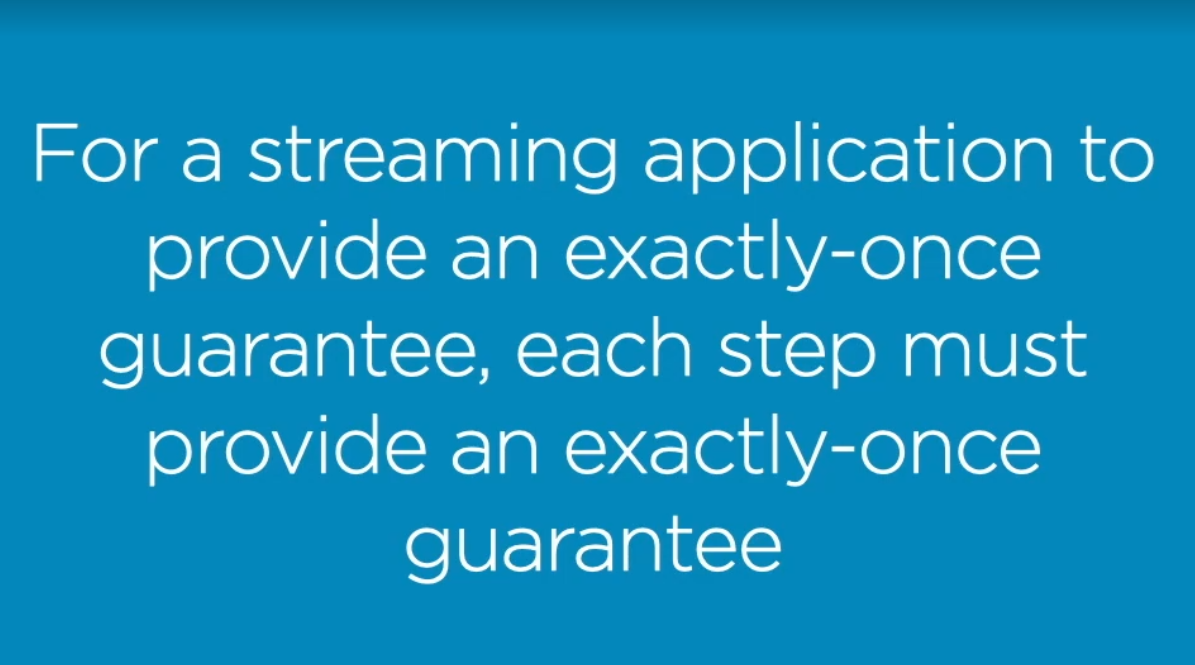 For a streaming application to
provide an exactly-once
guarantee, each step must
provide an exactly-once
guarantee